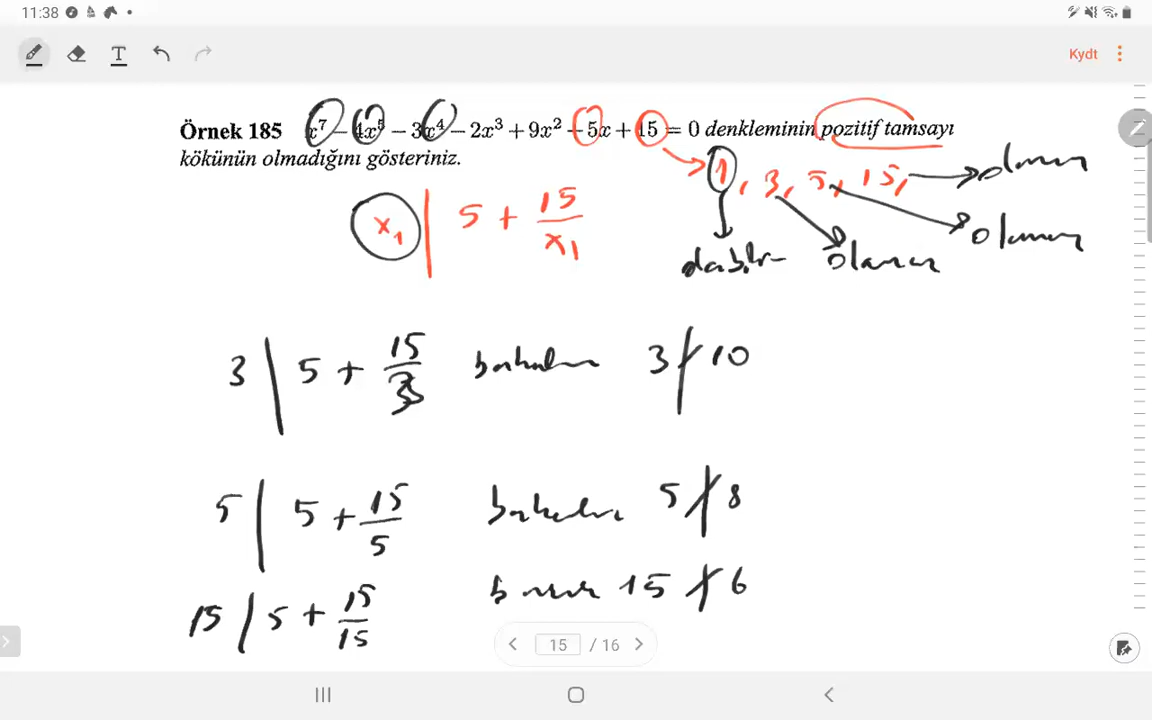 11:38
T
Kydt
Örnek 185 x⁷ – 4x⁵ – 3x⁴ – 2x³ + 9x² – 5x + 15 = 0 denkleminin pozitif tamsayı
kökünün olmadığını gösteriniz.
1, 3, 5, 15,
x₁ | 5 + 15/x₁
olamaz
olamaz
olamaz
3 | 5 + 15/3 3 ∤ 10
5 | 5 + 15/5 5 ∤ 8
15 | 5 + 15/15 15 ∤ 6
15 / 16